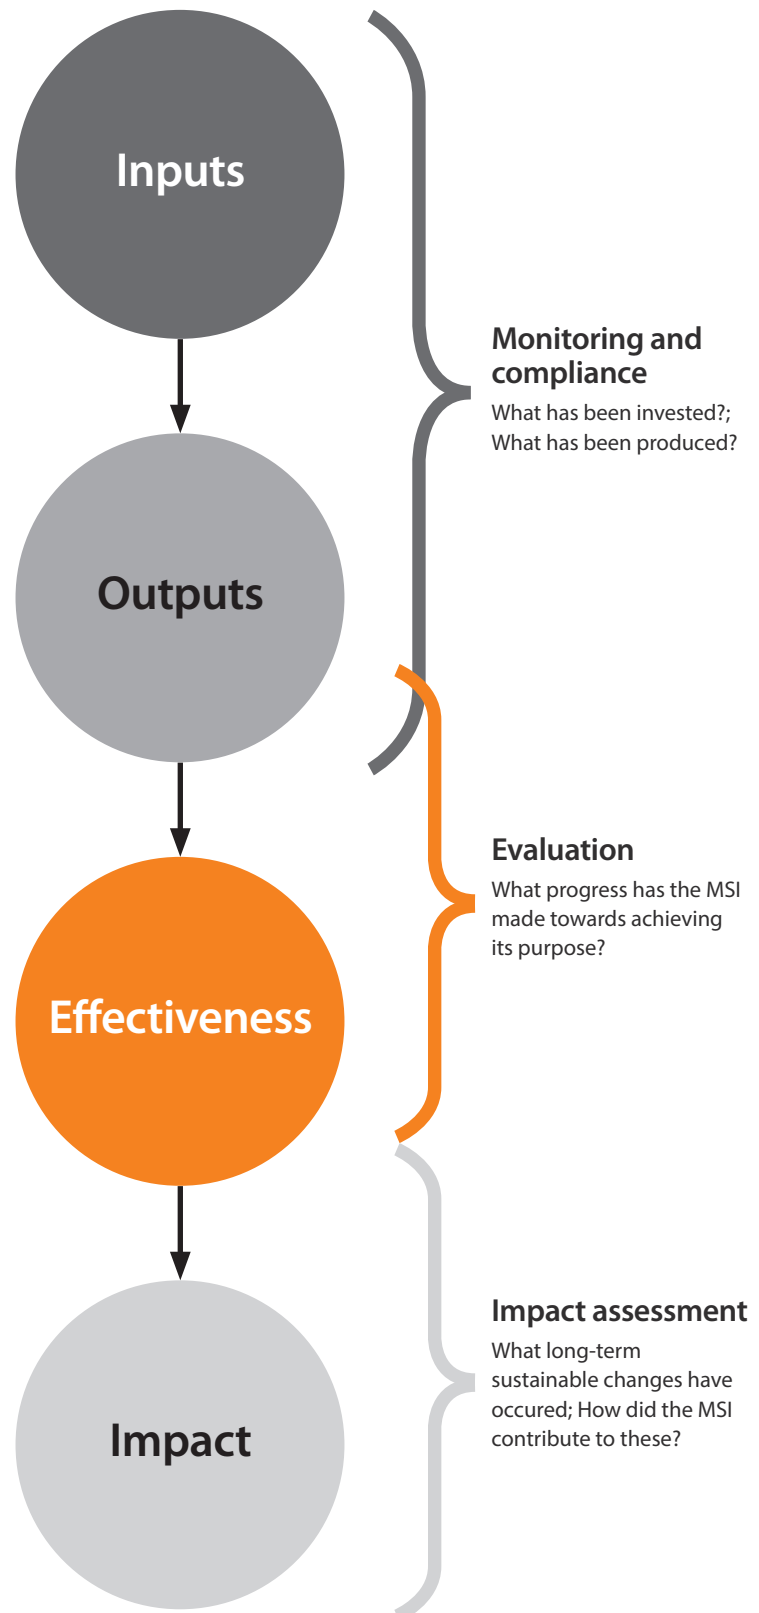 Inputs
Monitoring and
compliance
What has been invested?;
What has been produced?
Outputs
Evaluation
What progress has the MSI
made towards achieving
its purpose?
Effectiveness
Impact assessment
What long-term
sustainable changes have
occured; How did the MSI
contribute to these?
Impact